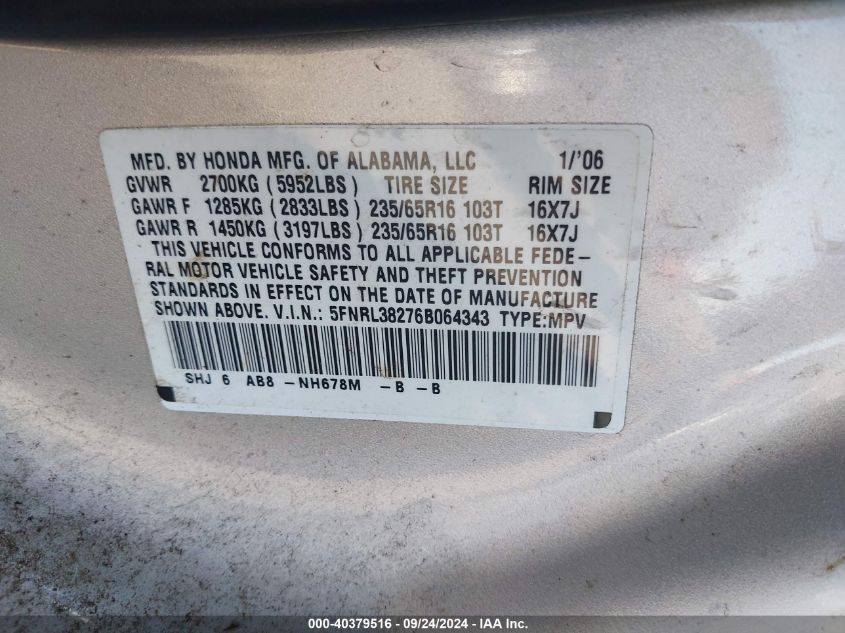 MFD. BY HONDA MFG. OF ALABAMA, LLC 1/'06
GVWR 2700KG (5952LBS) TIRE SIZE RIM SIZE
GAWR F 1285KG (2833LBS) 235/65R16 103T 16X7J
GAWR R 1450KG (3197LBS) 235/65R16 103T 16X7J
THIS VEHICLE CONFORMS TO ALL APPLICABLE FEDE-
RAL MOTOR VEHICLE SAFETY AND THEFT PREVENTION
STANDARDS IN EFFECT ON THE DATE OF MANUFACTURE
SHOWN ABOVE. V.I.N.: 5FNRL38276B064343 TYPE:MPV
SHJ 6 AB8 -NH678M -B -B
000-40379516 - 09/24/2024 - IAA Inc.